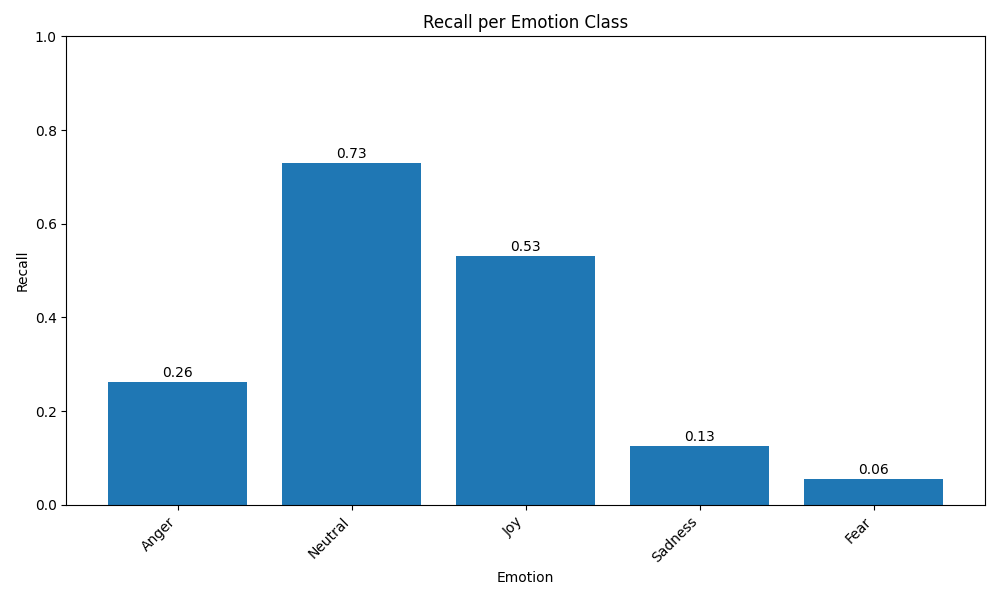 Recall per Emotion Class
1.0
0.8
0.6
0.4
0.2
0.0
Recall
0.26
0.73
0.53
0.13
0.06
Anger
Neutral
Joy
Sadness
Fear
Emotion